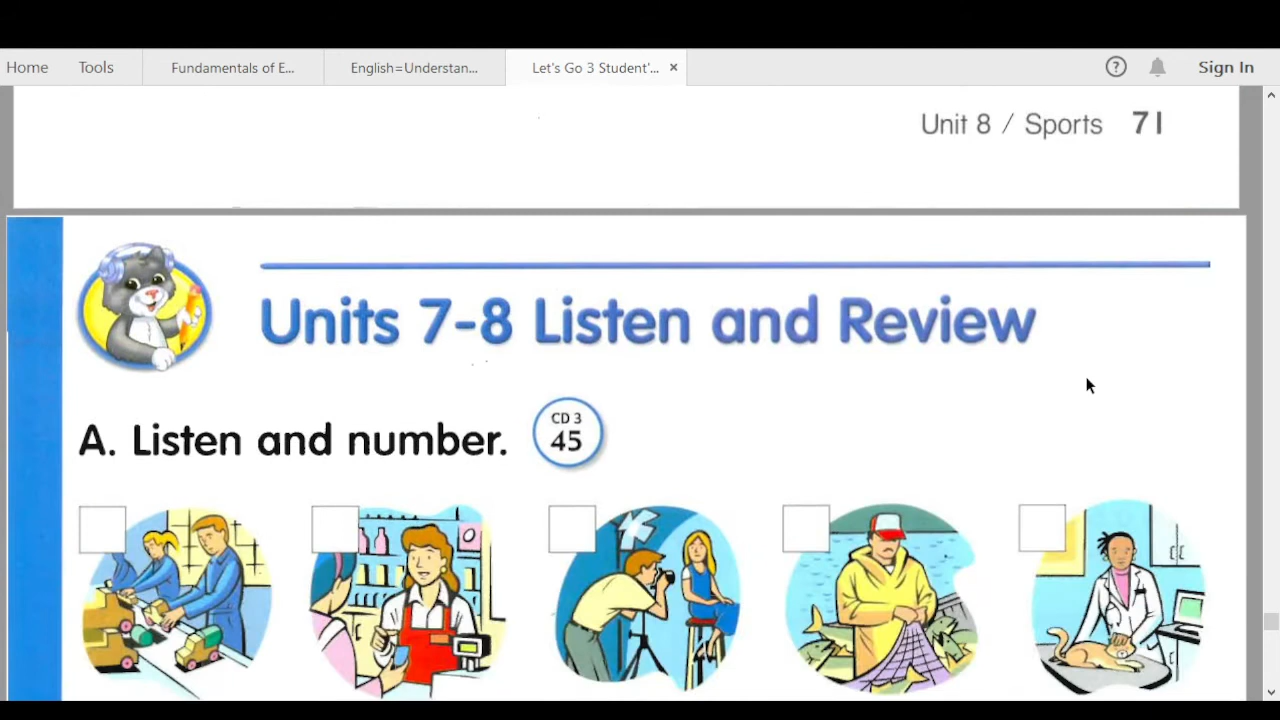 Home Tools Fundamentals of E... English=Understan... Let's Go 3 Student'... × ? Sign In
Unit 8 / Sports 71
Units 7-8 Listen and Review
A. Listen and number.
CD 3
45